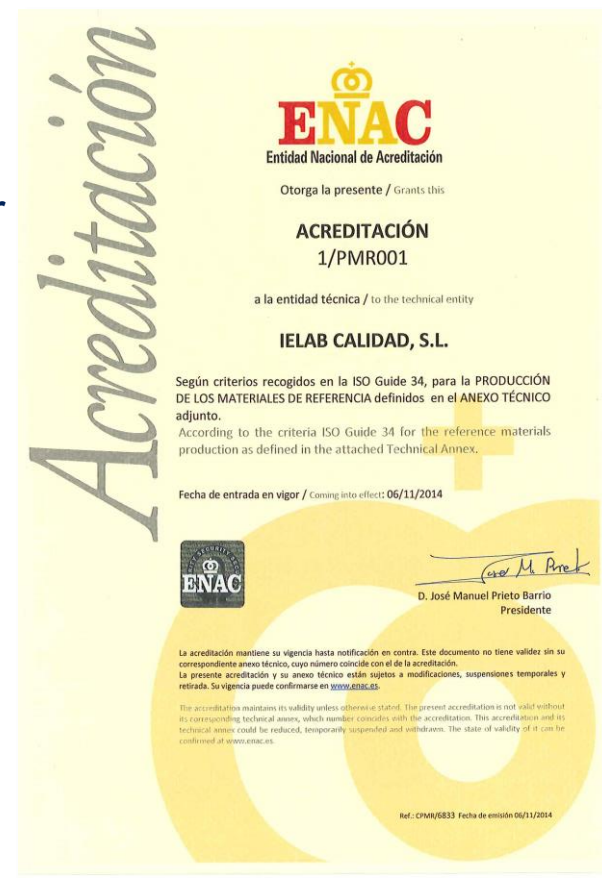 Acreditación
ENAC
Entidad Nacional de Acreditación
Otorga la presente / Grants this
ACREDITACIÓN
1/PMR001
a la entidad técnica / to the technical entity
IELAB CALIDAD, S.L.
Según criterios recogidos en la ISO Guide 34, para la PRODUCCIÓN
DE LOS MATERIALES DE REFERENCIA definidos en el ANEXO TÉCNICO
adjunto.
According to the criteria ISO Guide 34 for the reference materials
production as defined in the attached Technical Annex.
Fecha de entrada en vigor / Coming into effect: 06/11/2014
ENAC
D. José Manuel Prieto Barrio
Presidente
La acreditación mantiene su vigencia hasta notificación en contra. Este documento no tiene validez sin su
correspondiente anexo técnico, cuyo número coincide con el de la acreditación.
La presente acreditación y su anexo técnico están sujetos a modificaciones, suspensiones temporales y
retirada. Su vigencia puede confirmarse en www.enac.es.
The accreditation maintains its validity unless otherwise stated. The present accreditation is not valid without
its corresponding technical annex, which number coincides with the accreditation. This accreditation and its
technical annex could be reduced, temporarily suspended and withdrawn. The state of validity of it can be
confirmed at www.enac.es.
Ref.: CPMR/6833 Fecha de emisión 06/11/2014